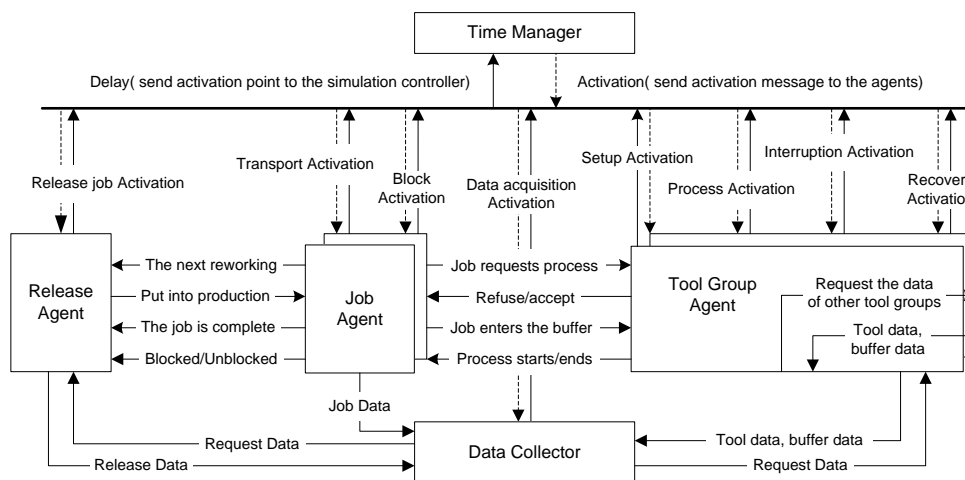 Time Manager
Delay( send activation point to the simulation controller)
Activation( send activation message to the agents)
Release job Activation
Transport Activation
Block
Activation
Data acquisition
Activation
Setup Activation
Process Activation
Interruption Activation
Recover
Activatio
Release
Agent
The next reworking
Put into production
The job is complete
Blocked/Unblocked
Job
Agent
Job requests process
Refuse/accept
Job enters the buffer
Process starts/ends
Tool Group
Agent
Request the data
of other tool groups
Tool data,
buffer data
Job Data
Request Data
Release Data
Data Collector
Tool data, buffer data
Request Data